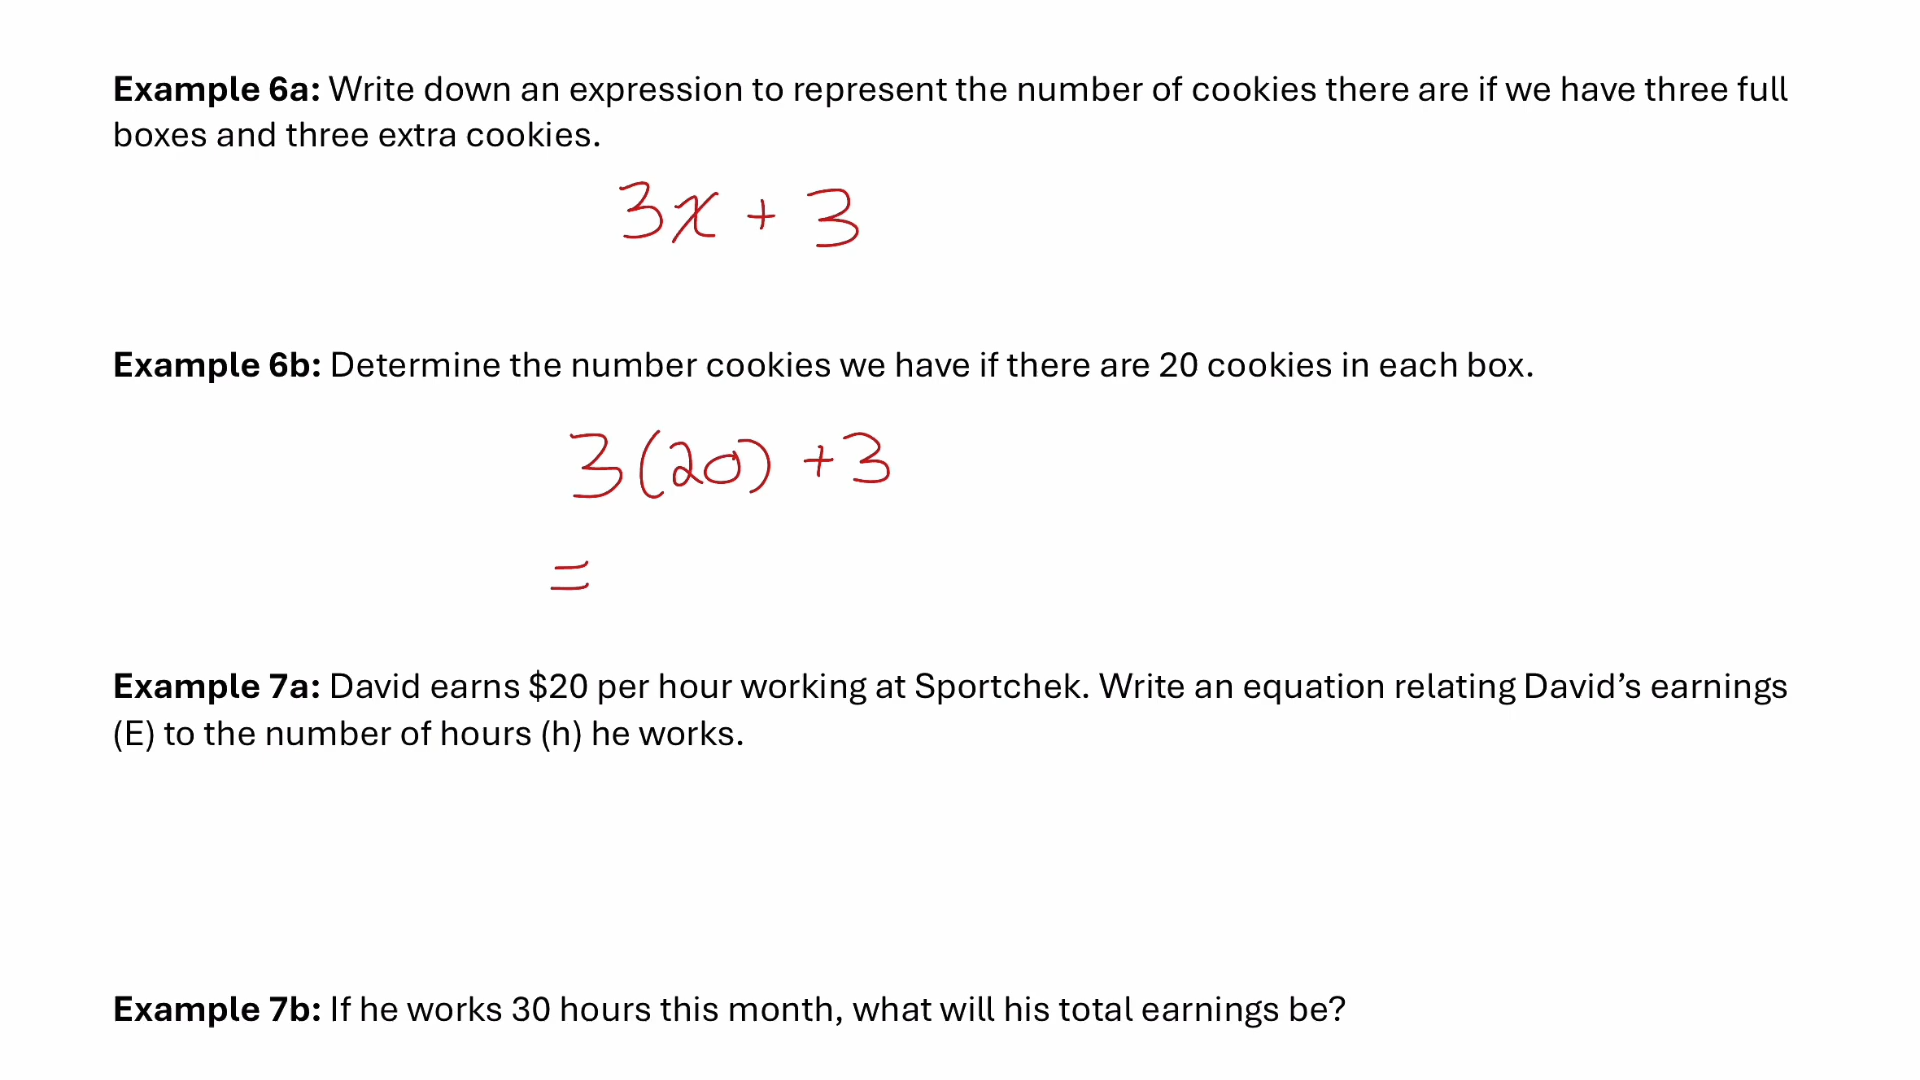 Example 6a: Write down an expression to represent the number of cookies there are if we have three full
boxes and three extra cookies.
3x + 3
Example 6b: Determine the number cookies we have if there are 20 cookies in each box.
3(20) + 3
=
Example 7a: David earns $20 per hour working at Sportchek. Write an equation relating David’s earnings
(E) to the number of hours (h) he works.
Example 7b: If he works 30 hours this month, what will his total earnings be?